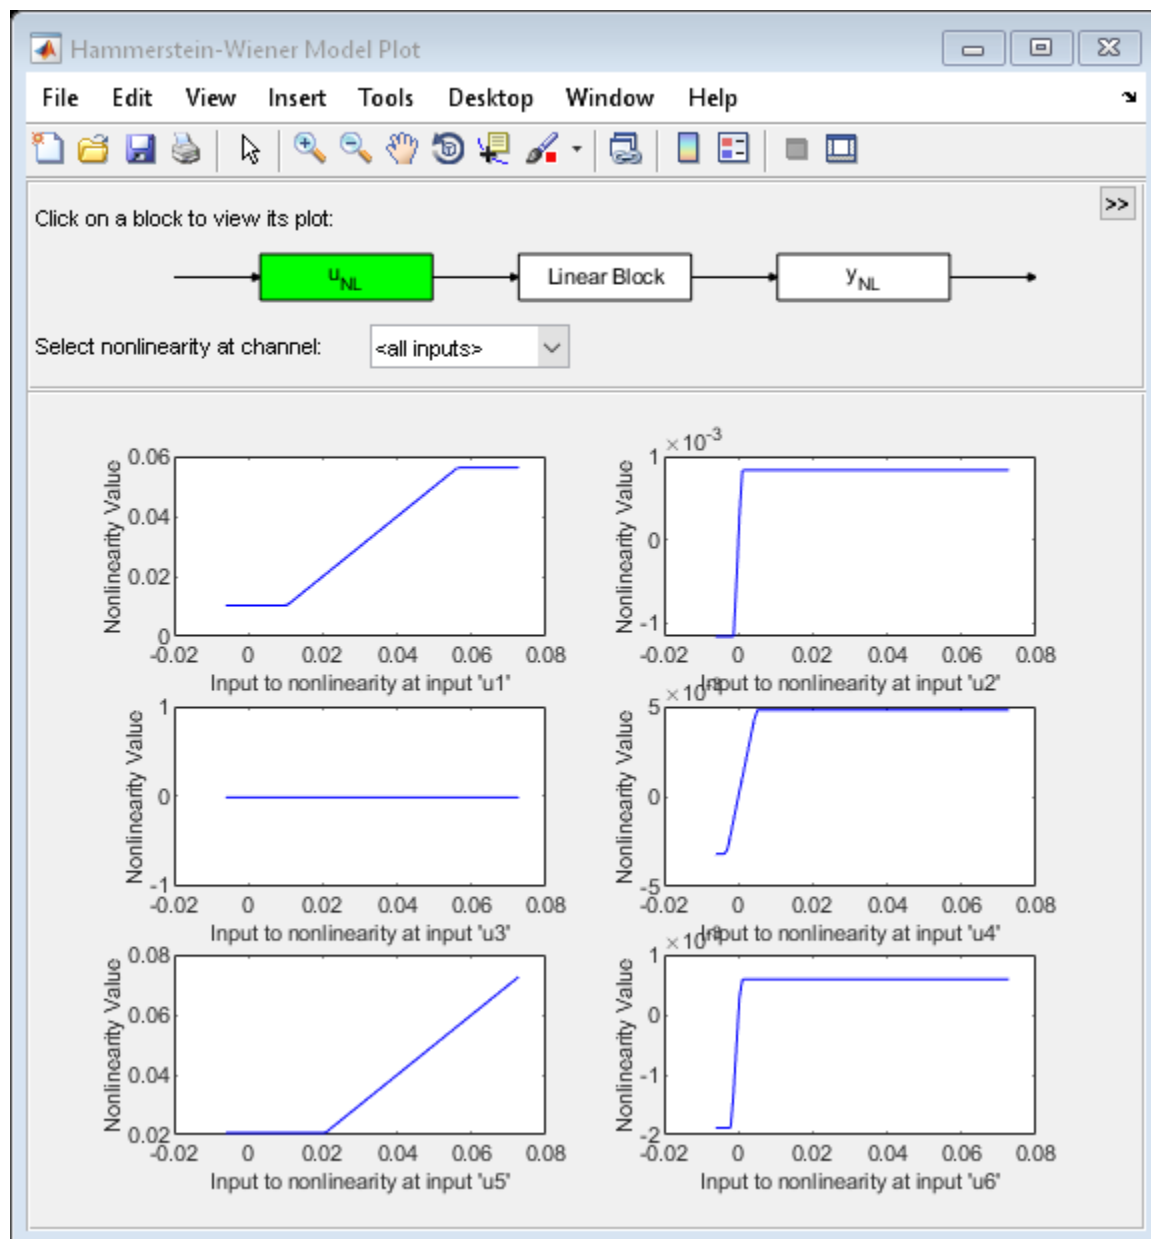 Hammerstein-Wiener Model Plot
File Edit View Insert Tools Desktop Window Help
Click on a block to view its plot:
>>
uNL Linear Block yNL
Select nonlinearity at channel: <all inputs>
0.06
0.04
0.02
0
Nonlinearity Value
-0.02 0 0.02 0.04 0.06 0.08
Input to nonlinearity at input 'u1'
×10-3
1
0
-1
Nonlinearity Value
-0.02 0 0.02 0.04 0.06 0.08
Input to nonlinearity at input 'u2'
1
0
-1
Nonlinearity Value
-0.02 0 0.02 0.04 0.06 0.08
Input to nonlinearity at input 'u3'
5
0
-5
Nonlinearity Value
-0.02 0 0.02 0.04 0.06 0.08
Input to nonlinearity at input 'u4'
0.08
0.06
0.04
0.02
Nonlinearity Value
-0.02 0 0.02 0.04 0.06 0.08
Input to nonlinearity at input 'u5'
1
0
-1
-2
Nonlinearity Value
-0.02 0 0.02 0.04 0.06 0.08
Input to nonlinearity at input 'u6'